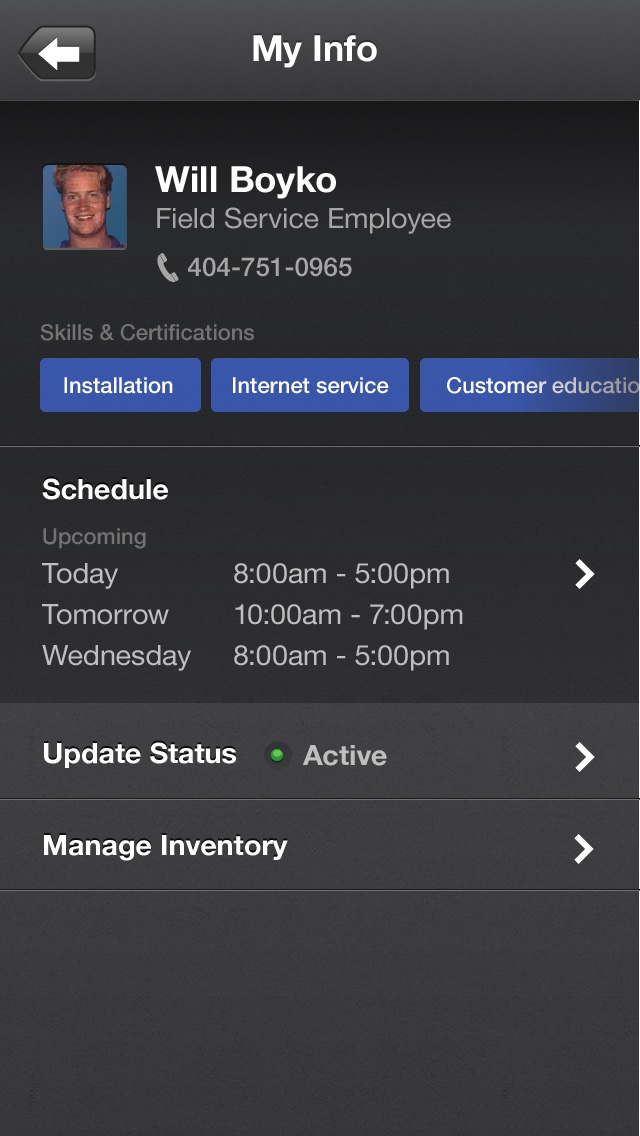 My Info
Will Boyko
Field Service Employee
404-751-0965
Skills & Certifications
Installation Internet service Customer educatio
Schedule
Upcoming
Today 8:00am - 5:00pm
Tomorrow 10:00am - 7:00pm
Wednesday 8:00am - 5:00pm
Update Status Active
Manage Inventory